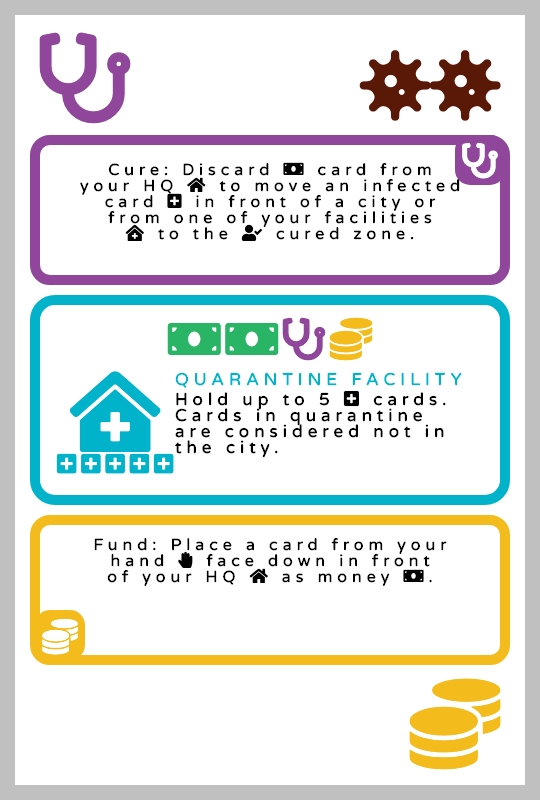 Cure: Discard card from
your HQ to move an infected
card in front of a city or
from one of your facilities
to the cured zone.
QUARANTINE FACILITY
Hold up to 5 cards.
Cards in quarantine
are considered not in
the city.
Fund: Place a card from your
hand face down in front
of your HQ as money.